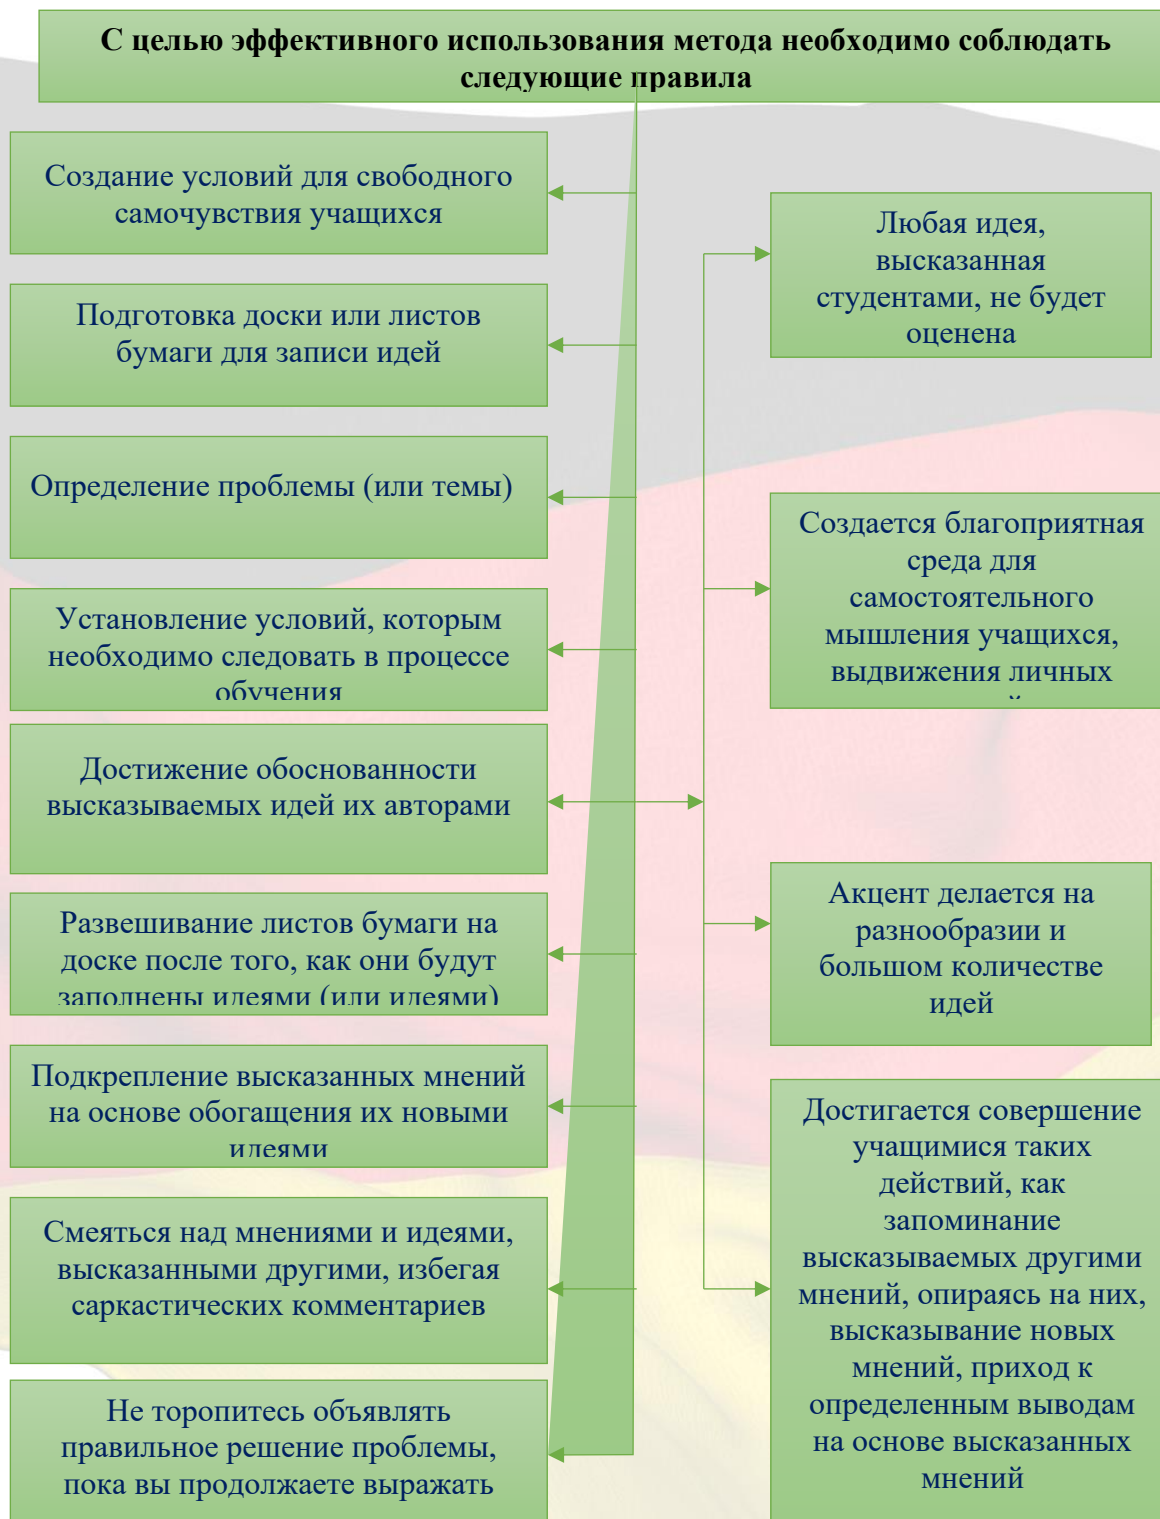 С целью эффективного использования метода необходимо соблюдать
следующие правила
Создание условий для свободного
самочувствия учащихся
Подготовка доски или листов
бумаги для записи идей
Определение проблемы (или темы)
Установление условий, которым
необходимо следовать в процессе
обучения
Достижение обоснованности
высказываемых идей их авторами
Развешивание листов бумаги на
доске после того, как они будут
заполнены идеями (или идеями)
Подкрепление высказанных мнений
на основе обогащения их новыми
идеями
Смеяться над мнениями и идеями,
высказанными другими, избегая
саркастических комментариев
Не торопитесь объявлять
правильное решение проблемы,
пока вы продолжаете выражать
Любая идея,
высказанная
студентами, не будет
оценена
Создается благоприятная
среда для
самостоятельного
мышления учащихся,
выдвижения личных
Акцент делается на
разнообразии и
большом количестве
идей
Достигается совершение
учащимися таких
действий, как
запоминание
высказываемых другими
мнений, опираясь на них,
высказывание новых
мнений, приход к
определенным выводам
на основе высказанных
мнений